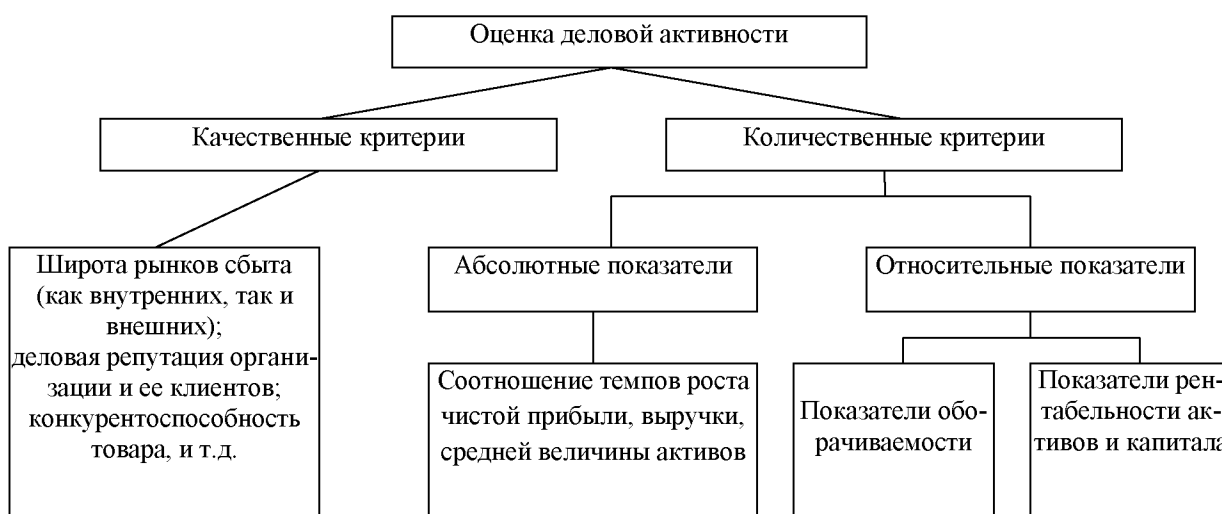 Оценка деловой активности
Качественные критерии
Количественные критерии
Широта рынков сбыта
(как внутренних, так и
внешних);
деловая репутация органи-
зации и ее клиентов;
конкурентоспособность
товара, и т.д.
Абсолютные показатели
Относительные показатели
Соотношение темпов роста
чистой прибыли, выручки,
средней величины активов
Показатели обо-
рачиваемости
Показатели рен-
табельности ак-
тивов и капитала